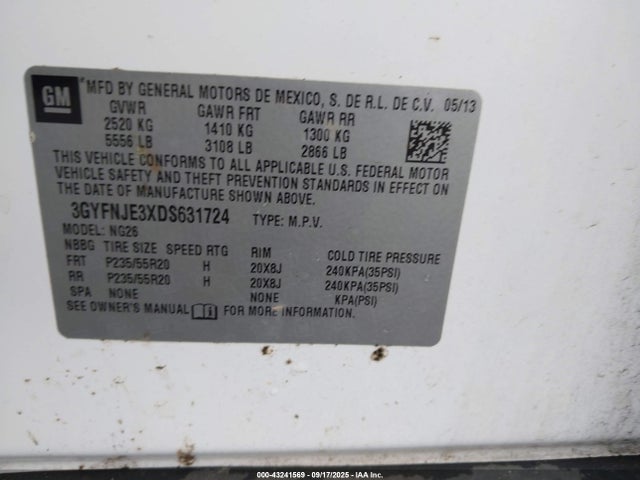 GM
*MFD BY GENERAL MOTORS DE MEXICO, S. DE R.L. DE C.V. 05/13
GVWR GAWR FRT GAWR RR
2520 KG 1410 KG 1300 KG
5556 LB 3108 LB 2866 LB
THIS VEHICLE CONFORMS TO ALL APPLICABLE U.S. FEDERAL MOTOR
VEHICLE SAFETY AND THEFT PREVENTION STANDARDS IN EFFECT ON
THE DATE OF MANUFACTURE SHOWN ABOVE.
3GYFNJE3XDS631724 TYPE: M.P.V.
MODEL: NG26
NBBG TIRE SIZE SPEED RTG RIM COLD TIRE PRESSURE
FRT P235/55R20 H 20X8J 240KPA(35PSI)
RR P235/55R20 H 20X8J 240KPA(35PSI)
SPA NONE NONE KPA(PSI)
SEE OWNER'S MANUAL FOR MORE INFORMATION.
000-43241569 - 09/17/2025 - IAA Inc.